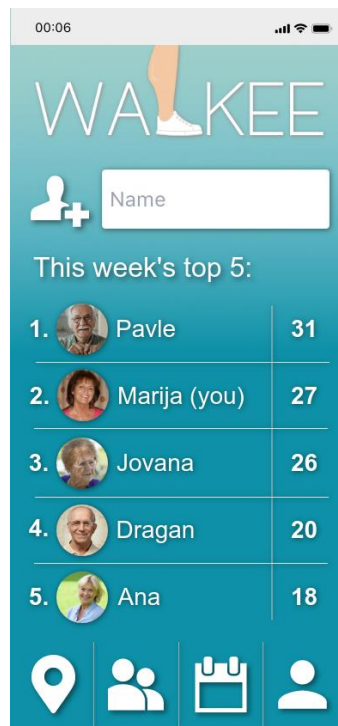 00:06
WALKEE
Name
This week's top 5:
1. Pavle 31
2. Marija (you) 27
3. Jovana 26
4. Dragan 20
5. Ana 18